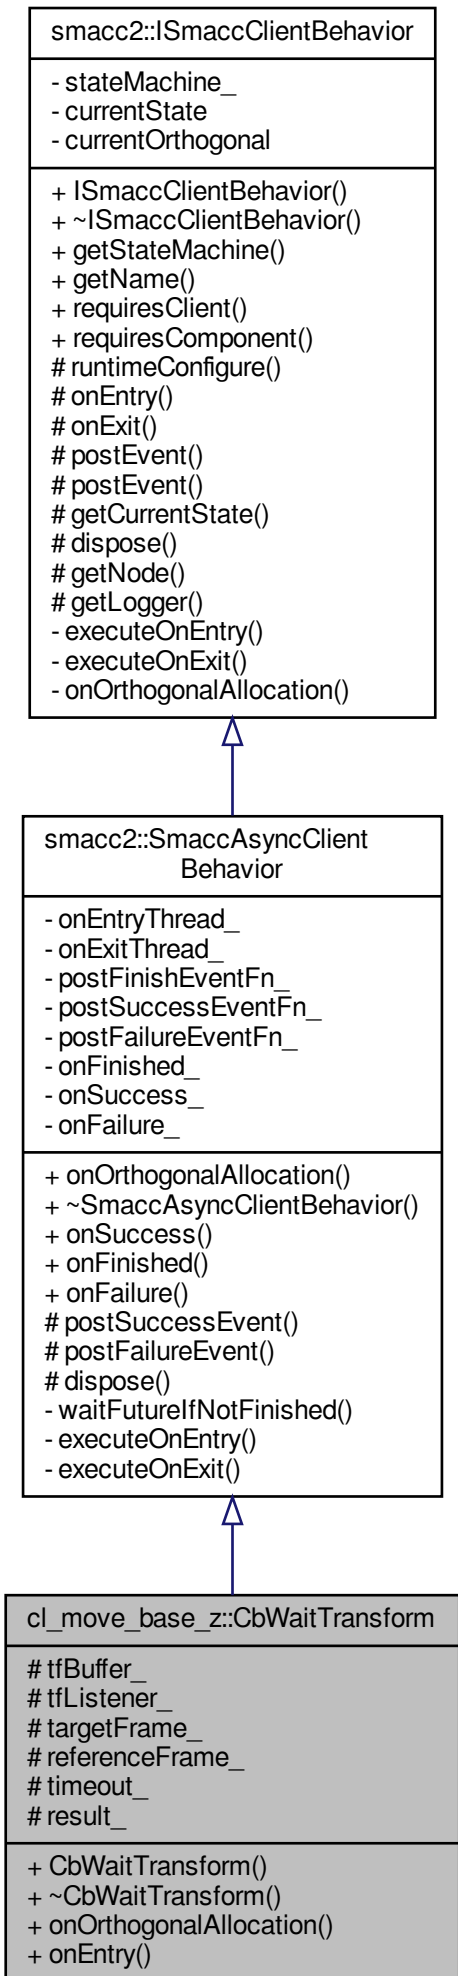 smacc2::ISmaccClientBehavior
- stateMachine_
- currentState
- currentOrthogonal
+ ISmaccClientBehavior()
+ ~ISmaccClientBehavior()
+ getStateMachine()
+ getName()
+ requiresClient()
+ requiresComponent()
# runtimeConfigure()
# onEntry()
# onExit()
# postEvent()
# postEvent()
# getCurrentState()
# dispose()
# getNode()
# getLogger()
- executeOnEntry()
- executeOnExit()
- onOrthogonalAllocation()
smacc2::SmaccAsyncClient
Behavior
- onEntryThread_
- onExitThread_
- postFinishEventFn_
- postSuccessEventFn_
- postFailureEventFn_
- onFinished_
- onSuccess_
- onFailure_
+ onOrthogonalAllocation()
+ ~SmaccAsyncClientBehavior()
+ onSuccess()
+ onFinished()
+ onFailure()
# postSuccessEvent()
# postFailureEvent()
# dispose()
- waitFutureIfNotFinished()
- executeOnEntry()
- executeOnExit()
cl_move_base_z::CbWaitTransform
# tfBuffer_
# tfListener_
# targetFrame_
# referenceFrame_
# timeout_
# result_
+ CbWaitTransform()
+ ~CbWaitTransform()
+ onOrthogonalAllocation()
+ onEntry()